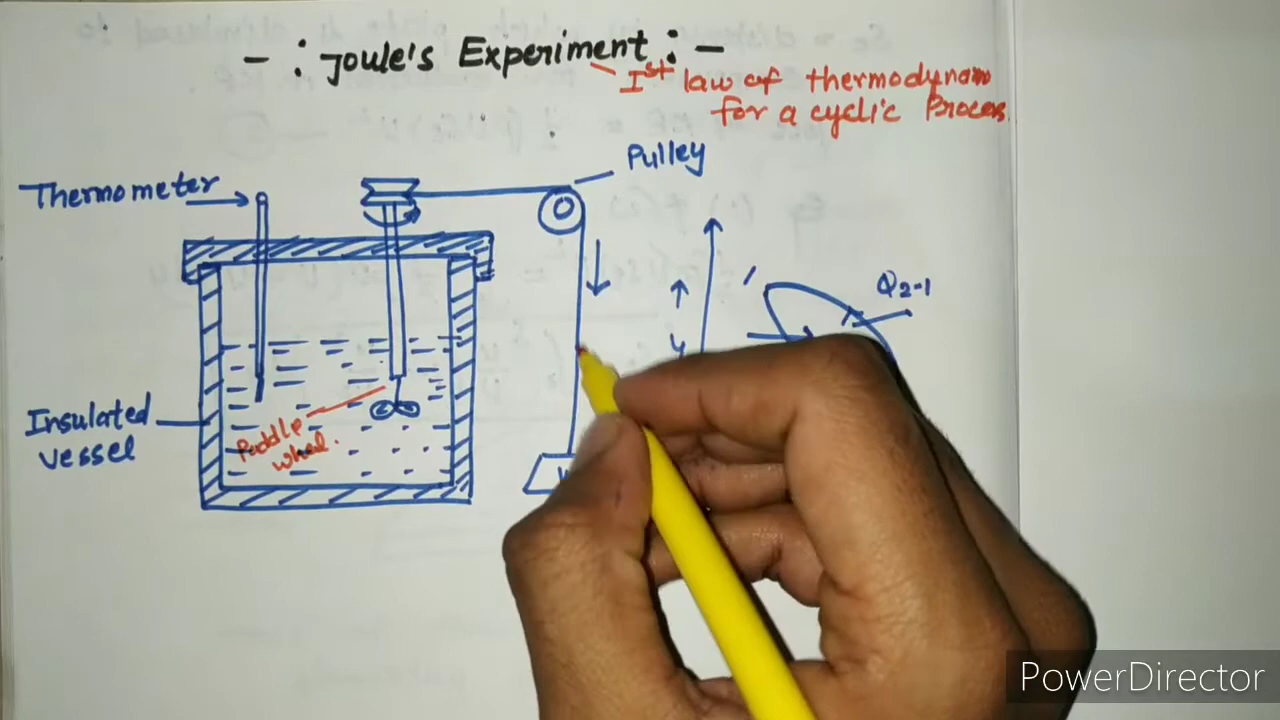 - : Joule's Experiment : -
Ist law of thermodynam
for a cyclic Process.
Pulley
Thermometer
Q2-1
y
Insulated
vessel
Paddle
wheel.
PowerDirector